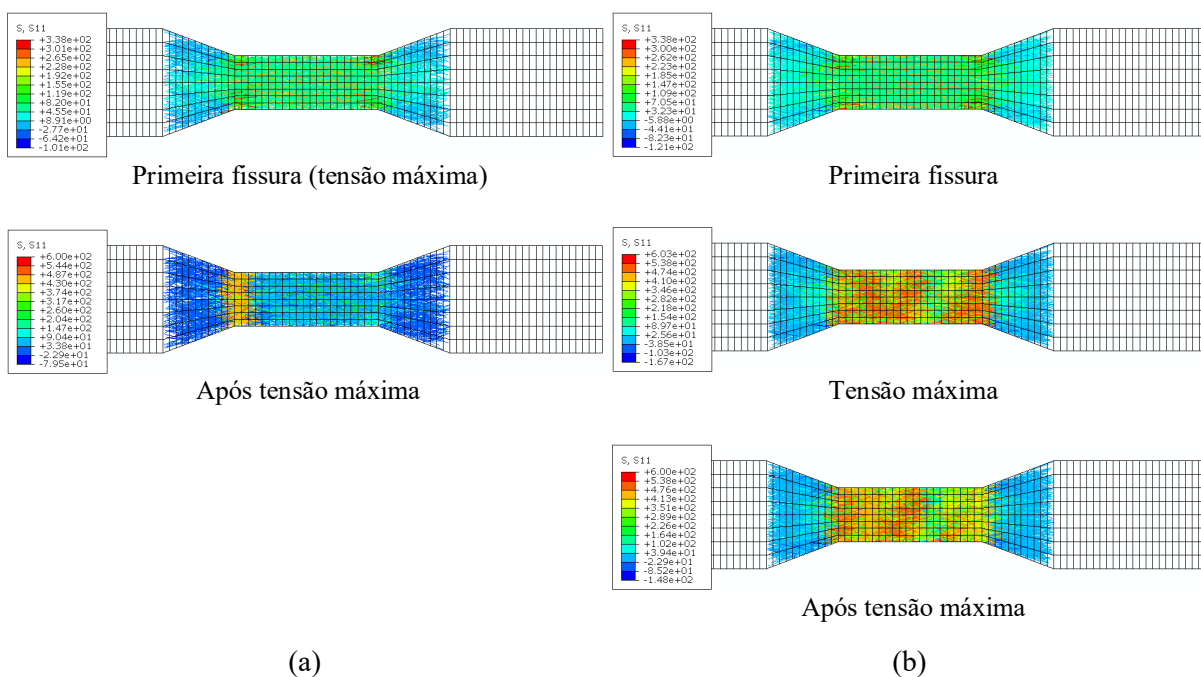 S, S11
+3.38e+02
+3.01e+02
+2.65e+02
+2.28e+02
+1.92e+02
+1.55e+02
+1.19e+02
+8.20e+01
+4.55e+01
+8.91e+00
-2.77e+01
-6.42e+01
-1.01e+02
Primeira fissura (tensão máxima)
S, S11
+3.38e+02
+3.00e+02
+2.62e+02
+2.23e+02
+1.85e+02
+1.47e+02
+1.09e+02
+7.05e+01
+3.23e+01
-5.88e+00
-4.41e+01
-8.23e+01
-1.21e+02
Primeira fissura
S, S11
+6.00e+02
+5.44e+02
+4.87e+02
+4.30e+02
+3.74e+02
+3.17e+02
+2.60e+02
+2.04e+02
+1.47e+02
+9.04e+01
+3.38e+01
-2.29e+01
-7.95e+01
Após tensão máxima
S, S11
+6.03e+02
+5.38e+02
+4.74e+02
+4.10e+02
+3.46e+02
+2.82e+02
+2.18e+02
+1.54e+02
+8.97e+01
+2.56e+01
-3.85e+01
-1.03e+02
-1.67e+02
Tensão máxima
S, S11
+6.00e+02
+5.38e+02
+4.76e+02
+4.13e+02
+3.51e+02
+2.89e+02
+2.26e+02
+1.64e+02
+1.02e+02
+3.94e+01
-2.29e+01
-8.52e+01
-1.48e+02
Após tensão máxima
(a)
(b)